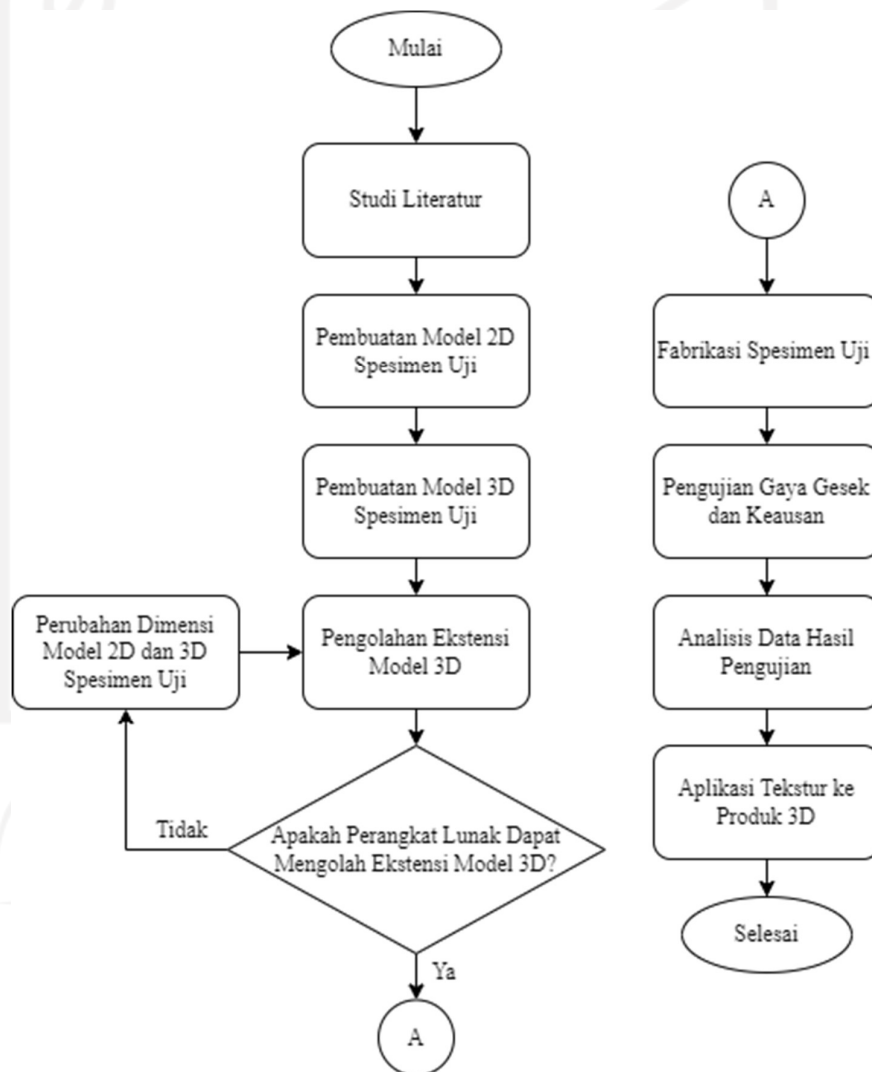 Mulai
Studi Literatur
Pembuatan Model 2D
Spesimen Uji
Pembuatan Model 3D
Spesimen Uji
Perubahan Dimensi
Model 2D dan 3D
Spesimen Uji
Pengolahan Ekstensi
Model 3D
Tidak
Apakah Perangkat Lunak Dapat
Mengolah Ekstensi Model 3D?
Ya
A
A
Fabrikasi Spesimen Uji
Pengujian Gaya Gesek
dan Keausan
Analisis Data Hasil
Pengujian
Aplikasi Tekstur ke
Produk 3D
Selesai